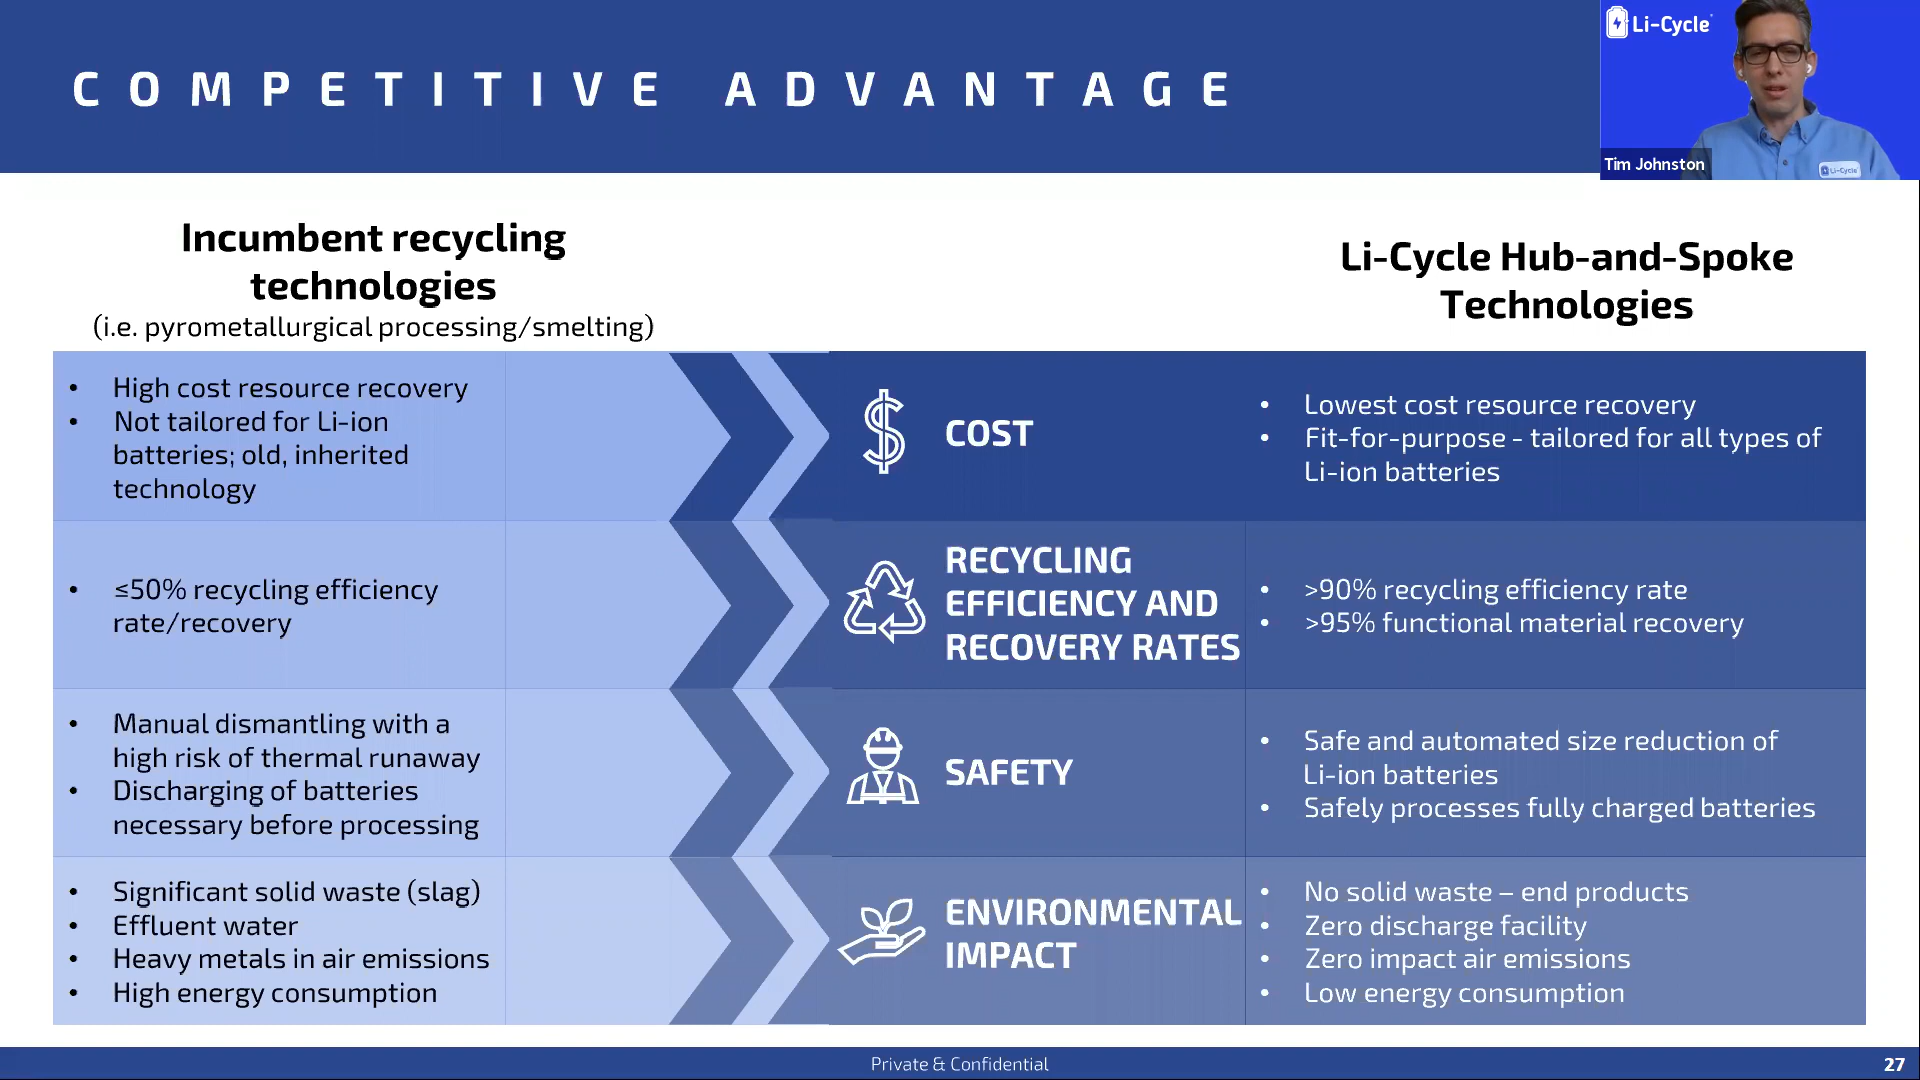 COMPETITIVE ADVANTAGE
Li-Cycle
Li-Cycle
Tim Johnston
Incumbent recycling
technologies
(i.e. pyrometallurgical processing/smelting)
Li-Cycle Hub-and-Spoke
Technologies
• High cost resource recovery
• Not tailored for Li-ion
batteries; old, inherited
technology
COST
• Lowest cost resource recovery
• Fit-for-purpose - tailored for all types of
Li-ion batteries
• ≤50% recycling efficiency
rate/recovery
RECYCLING
EFFICIENCY AND
RECOVERY RATES
• >90% recycling efficiency rate
• >95% functional material recovery
• Manual dismantling with a
high risk of thermal runaway
• Discharging of batteries
necessary before processing
SAFETY
• Safe and automated size reduction of
Li-ion batteries
• Safely processes fully charged batteries
• Significant solid waste (slag)
• Effluent water
• Heavy metals in air emissions
• High energy consumption
ENVIRONMENTAL
IMPACT
• No solid waste – end products
• Zero discharge facility
• Zero impact air emissions
• Low energy consumption
Private & Confidential
27